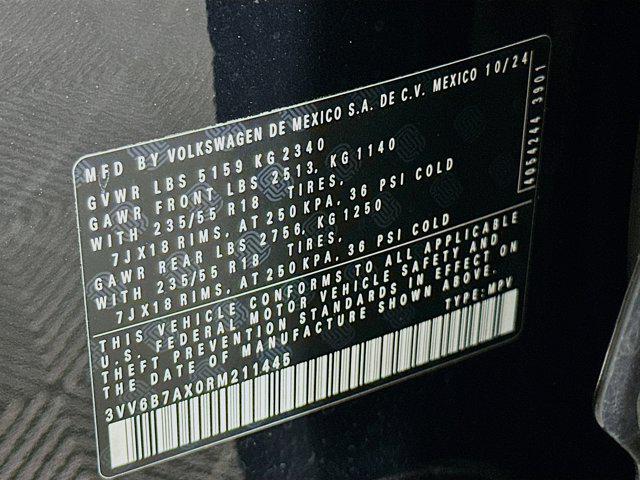 MFD BY VOLKSWAGEN DE MEXICO S.A. DE C.V. MEXICO 10/24
GVWR LBS 5159 KG 2340
GAWR FRONT LBS 2513, KG 1140
WITH 235/55 R18 TIRES,
7JX18 RIMS, AT 250 KPA, 36 PSI COLD
GAWR REAR LBS 2756, KG 1250
WITH 235/55 R18 TIRES,
7JX18 RIMS, AT 250 KPA, 36 PSI COLD
THIS VEHICLE CONFORMS TO ALL APPLICABLE
U.S. FEDERAL MOTOR VEHICLE SAFETY AND
THEFT PREVENTION STANDARDS IN EFFECT ON
THE DATE OF MANUFACTURE SHOWN ABOVE.
3VV6B7AX0RM211445 TYPE: MPV
6054244 3901